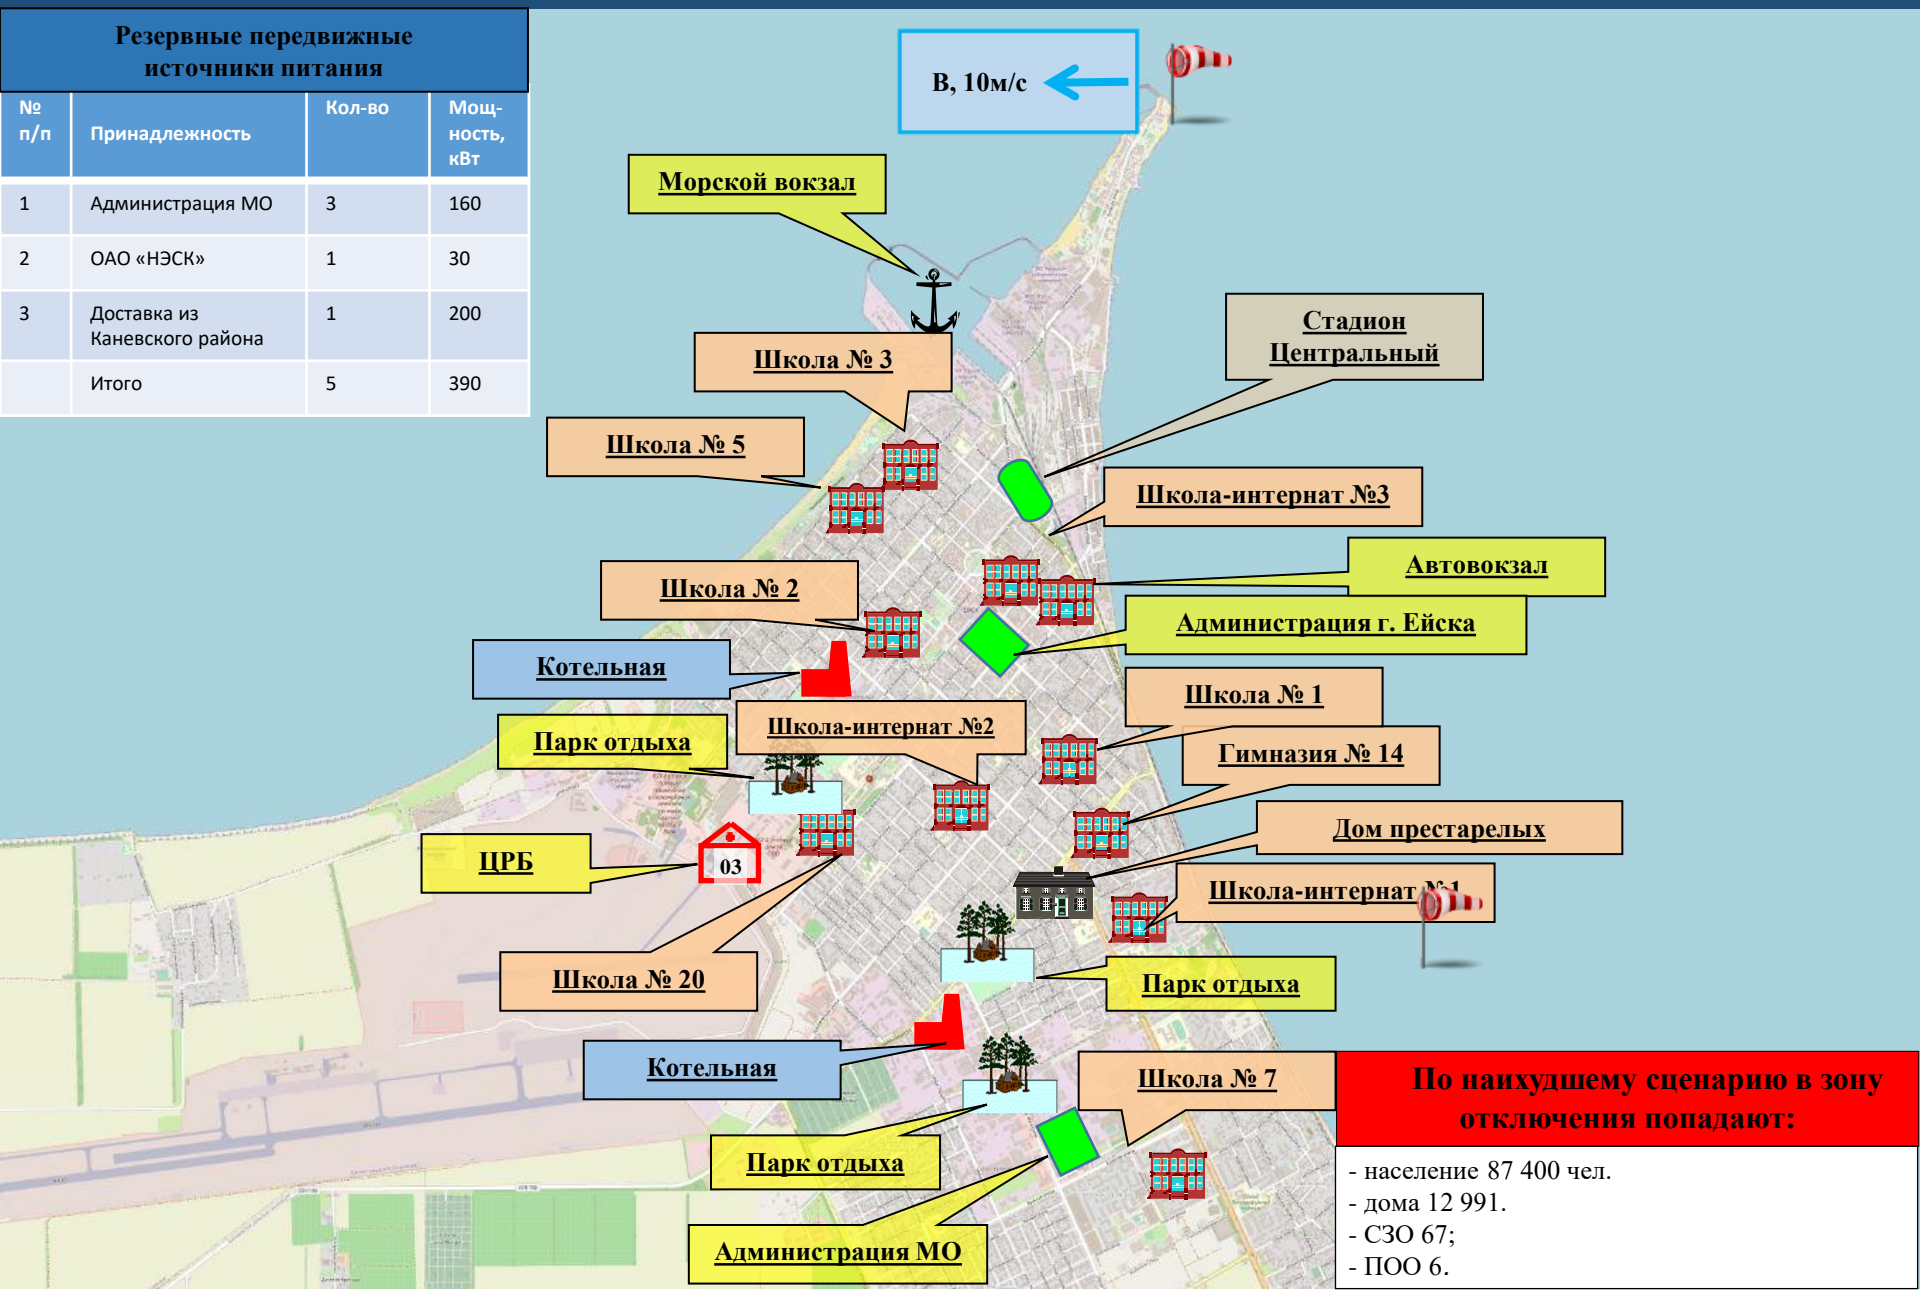 Резервные передвижные
источники питания
№
п/п
Принадлежность
Кол-во
Мощ-
ность,
кВт
1 Администрация МО 3 160
2 ОАО «НЭСК» 1 30
3 Доставка из
Каневского района
1 200
Итого 5 390
В, 10м/с
Морской вокзал
Школа № 3
Стадион
Центральный
Школа № 5
Школа-интернат №3
Автовокзал
Школа № 2
Администрация г. Ейска
Котельная
Школа № 1
Школа-интернат №2
Парк отдыха
Гимназия № 14
Дом престарелых
ЦРБ
03
Школа-интернат №1
Школа № 20
Парк отдыха
Котельная
Школа № 7
Парк отдыха
Администрация МО
По наихудшему сценарию в зону
отключения попадают:
- население 87 400 чел.
- дома 12 991.
- СЗО 67;
- ПОО 6.